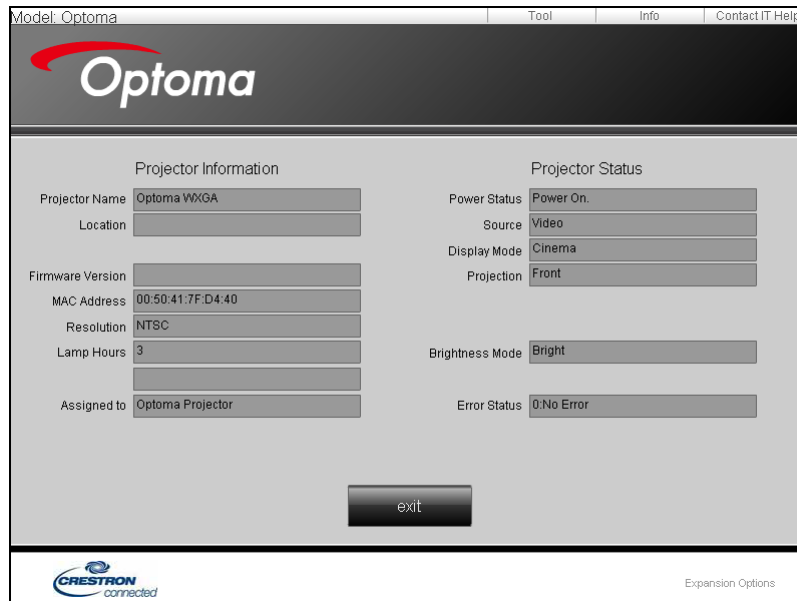 Model: Optoma
Tool
Info
Contact IT Help
Optoma
Projector Information
Projector Name Optoma WXGA
Location
Firmware Version
MAC Address 00:50:41:7F:D4:40
Resolution NTSC
Lamp Hours 3
Assigned to Optoma Projector
Projector Status
Power Status Power On.
Source Video
Display Mode Cinema
Projection Front
Brightness Mode Bright
Error Status 0:No Error
exit
CRESTRON
connected
Expansion Options